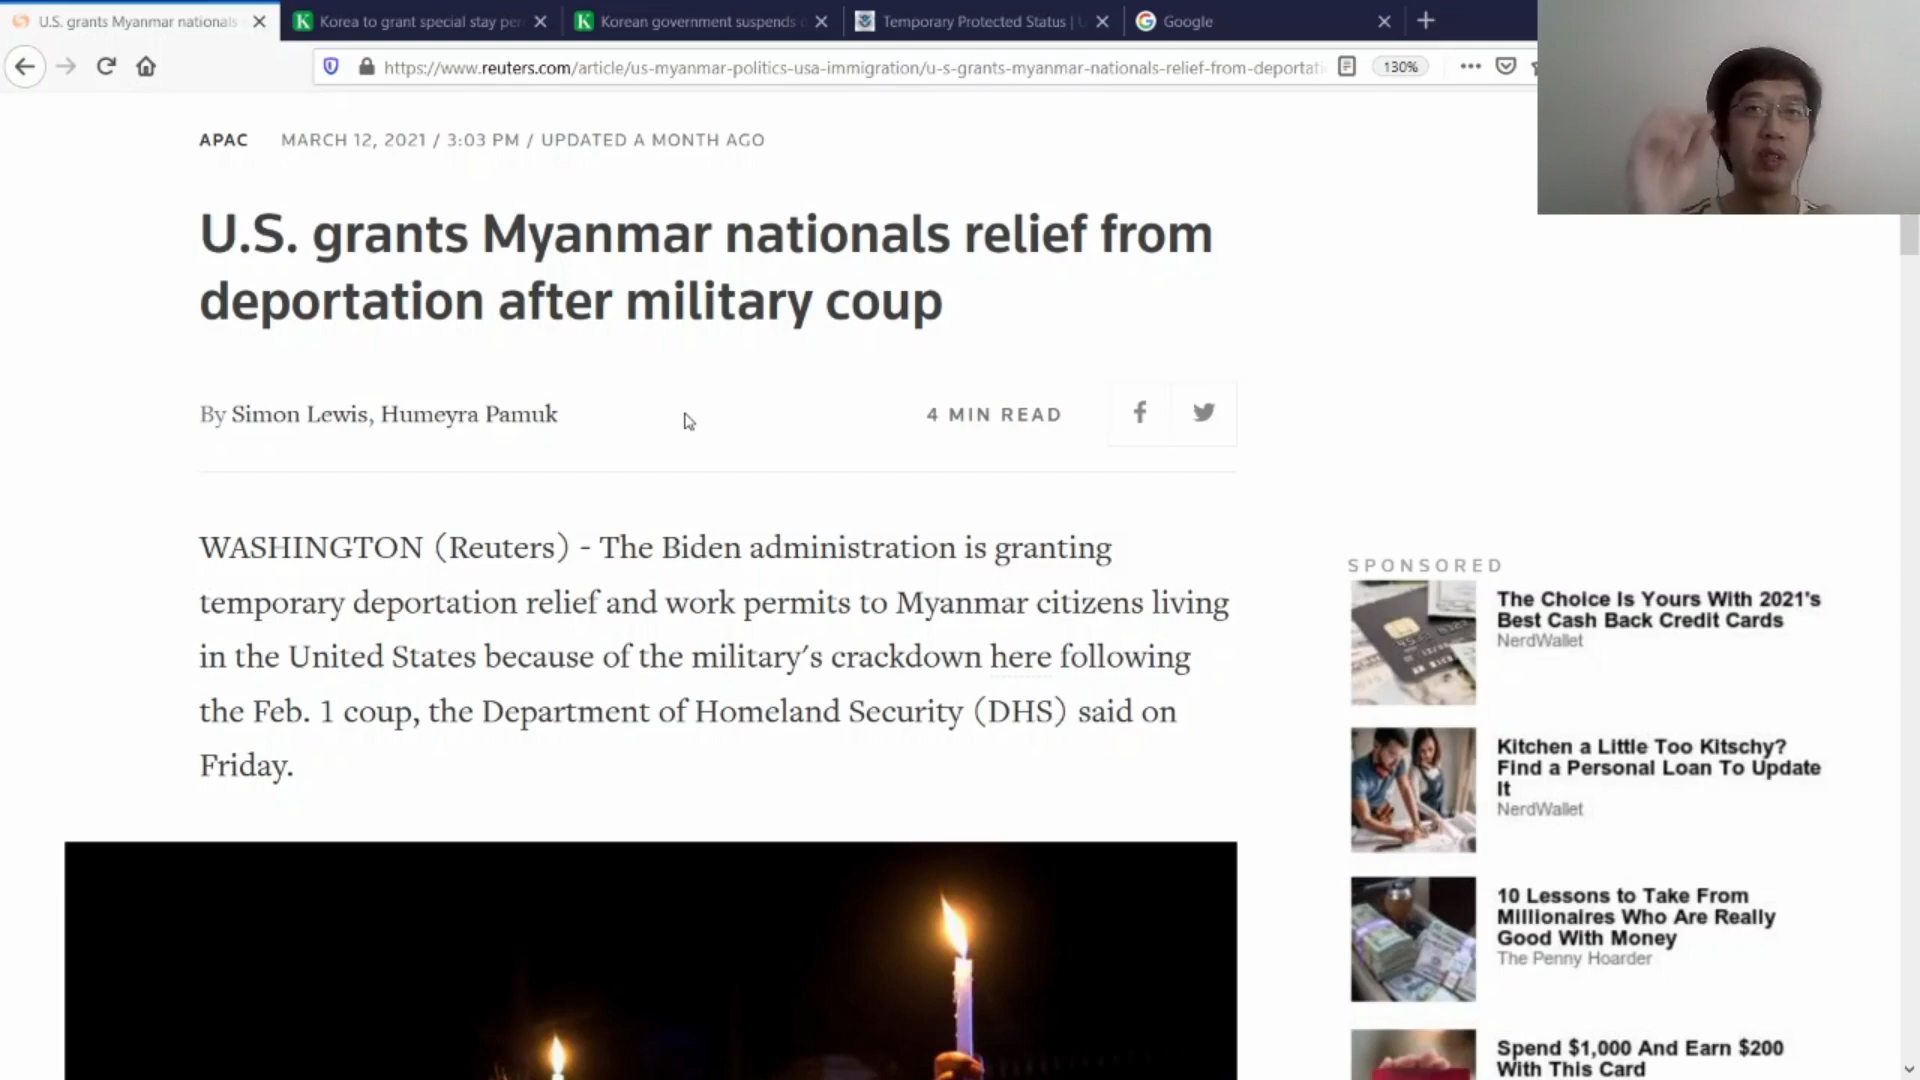 U.S. grants Myanmar nationals
Korea to grant special stay per
Korean government suspends
Temporary Protected Status | U
Google
https://www.reuters.com/article/us-myanmar-politics-usa-immigration/u-s-grants-myanmar-nationals-relief-from-deportati
130%
APAC MARCH 12, 2021 / 3:03 PM / UPDATED A MONTH AGO
U.S. grants Myanmar nationals relief from
deportation after military coup
By Simon Lewis, Humeyra Pamuk
4 MIN READ
WASHINGTON (Reuters) - The Biden administration is granting
temporary deportation relief and work permits to Myanmar citizens living
in the United States because of the military's crackdown here following
the Feb. 1 coup, the Department of Homeland Security (DHS) said on
Friday.
SPONSORED
The Choice Is Yours With 2021's
Best Cash Back Credit Cards
NerdWallet
Kitchen a Little Too Kitschy?
Find a Personal Loan To Update
It
NerdWallet
10 Lessons to Take From
Millionaires Who Are Really
Good With Money
The Penny Hoarder
Spend $1,000 And Earn $200
With This Card